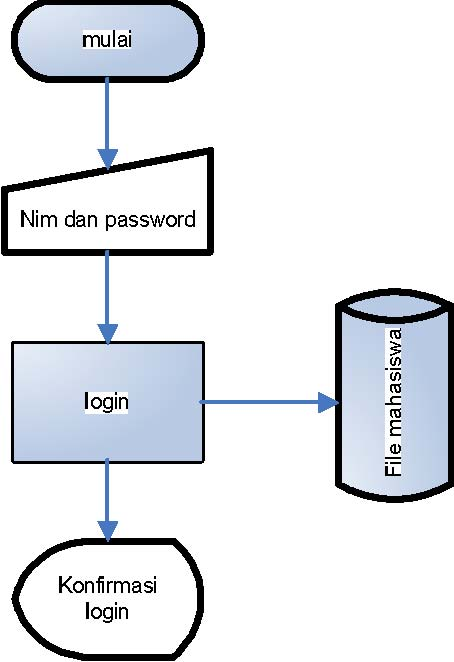 mulai
Nim dan password
login
File mahasiswa
Konfirmasi
login